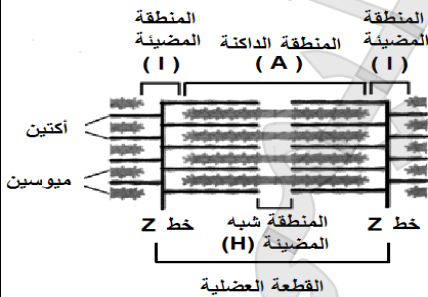 المنطقة
المضيئة
( I )
المنطقة الداكنة
( A )
المنطقة
المضيئة
( I )
أكتين
ميوسين
خط Z
المنطقة شبه
المضيئة (H)
خط Z
القطعة العضلية